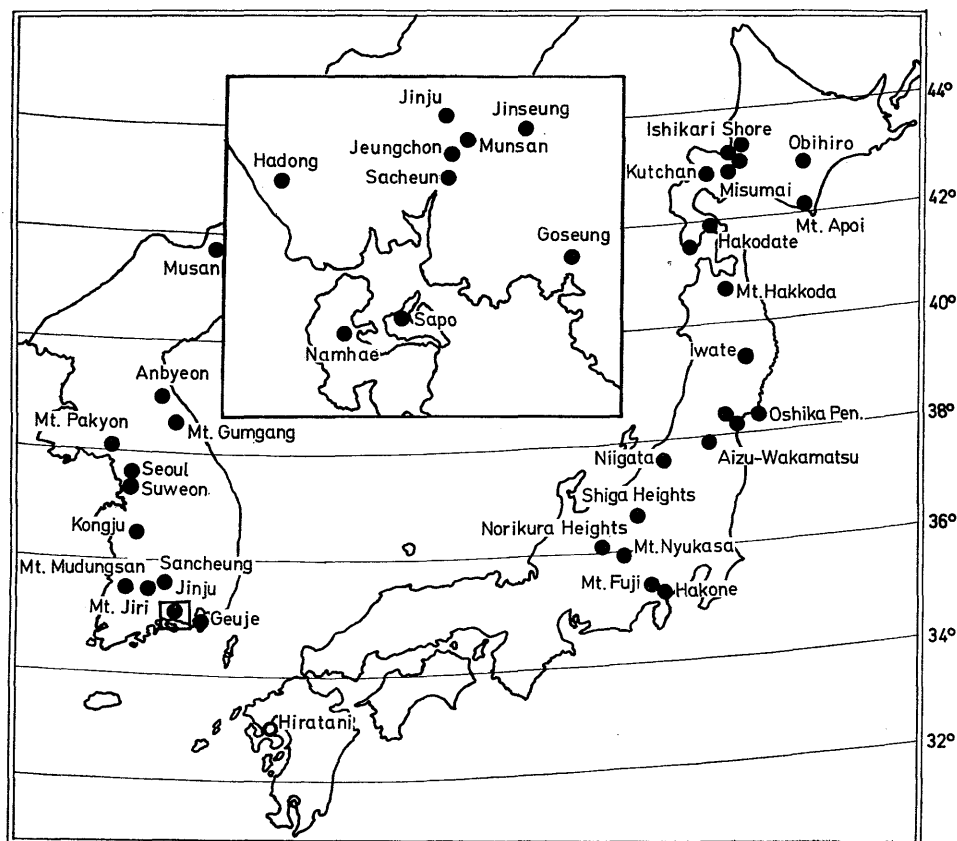 Jinju
Jinseung
Jeungchon
Munsan
Hadong
Sacheun
Goseung
Sapo
Namhae
44°
Ishikari Shore
Obihiro
Kutchan
Misumai
42°
Mt. Apoi
Hakodate
Musan
Mt.Hakkoda
40°
Iwate
Anbyeon
Mt. Pakyon
Mt. Gumgang
Oshika Pen.
38°
Aizu-Wakamatsu
Niigata
Seoul
Suweon
Shiga Heights
Kongju
Norikura Heights
36°
Mt.Nyukasa
Mt. Mudungsan
Sancheung
Mt. Fuji
Hakone
Jinju
Mt. Jiri
Geuje
34°
Hiratani
32°